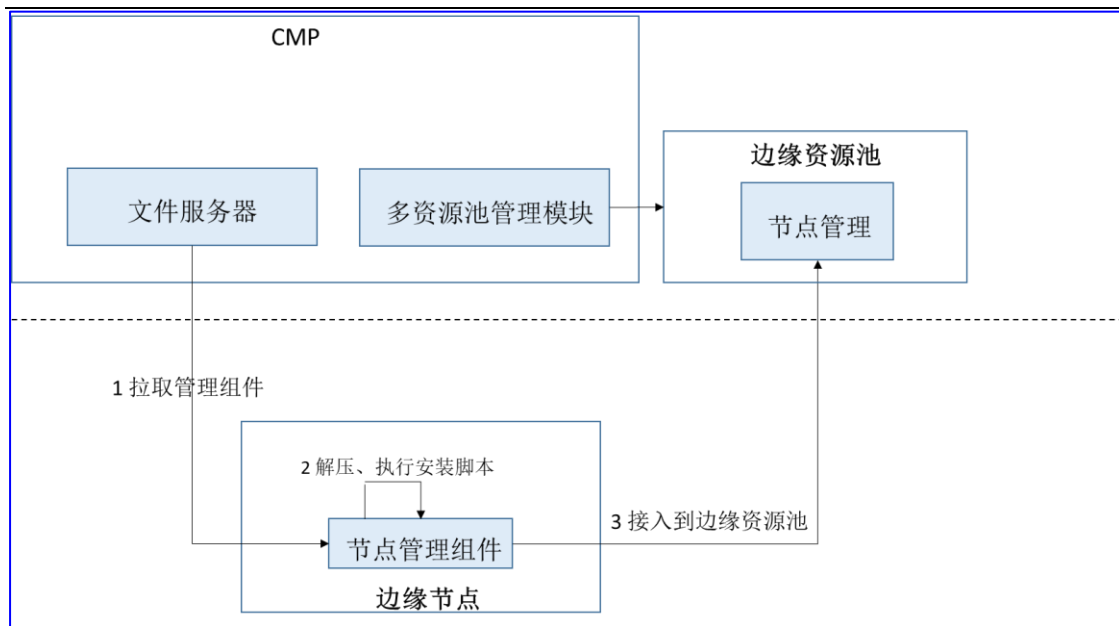 CMP
边缘资源池
文件服务器
多资源池管理模块
节点管理
1 拉取管理组件
2 解压、执行安装脚本
3 接入到边缘资源池
节点管理组件
边缘节点